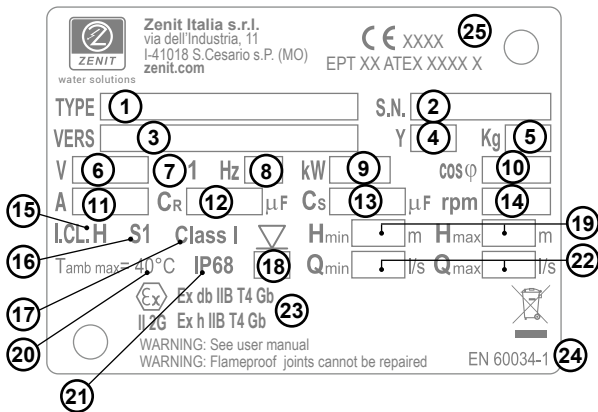 Zenit Italia s.r.l.
via dell'Industria, 11
I-41018 S.Cesario s.P. (MO)
zenit.com
Z
ZENIT
water solutions
CE XXXX 25
EPT XX ATEX XXXX X
TYPE 1 S.N. 2
VERS 3 Y 4 Kg 5
V 6 7 1 Hz 8 kW 9 cosφ 10
A 11 CR 12 µF Cs 13 µF rpm 14
15 I.CL. H 16 S1 17 Class I 18 Hmin m Hmax m 19
20 Tamb max= 40°C 21 IP68 Qmin l/s Qmax l/s 22
Ex Ex db IIB T4 Gb 23
II 2G Ex h IIB T4 Gb
WARNING: See user manual
WARNING: Flameproof joints cannot be repaired
EN 60034-1 24